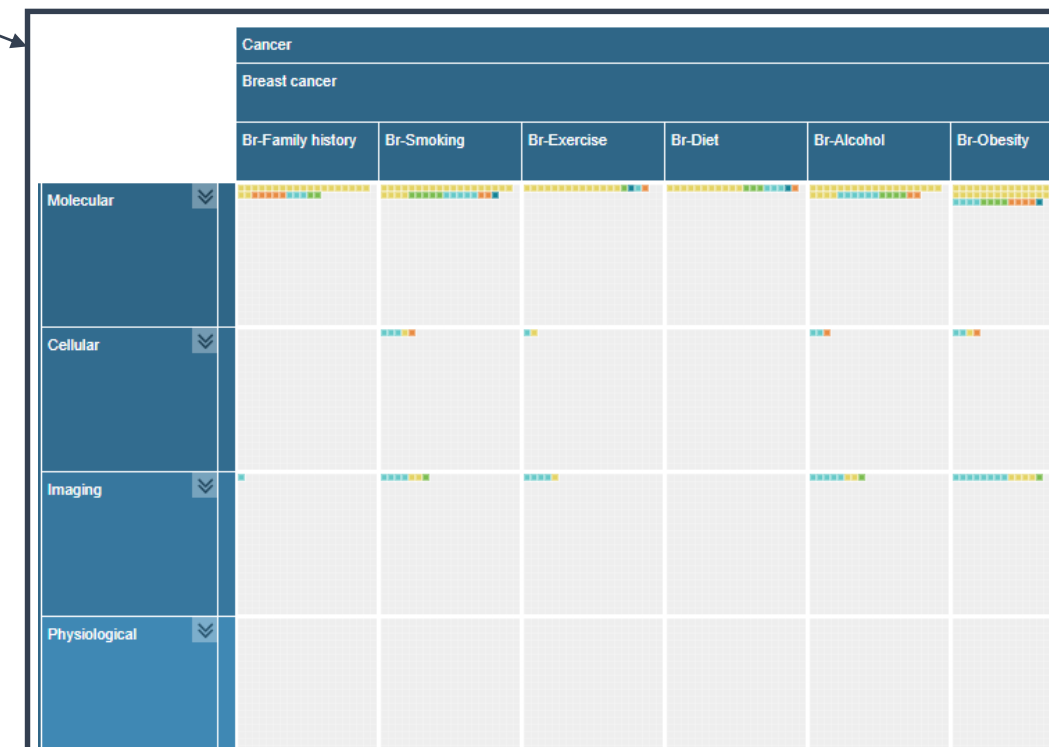 Cancer
Breast cancer
Br-Family history Br-Smoking Br-Exercise Br-Diet Br-Alcohol Br-Obesity
Molecular
Cellular
Imaging
Physiological